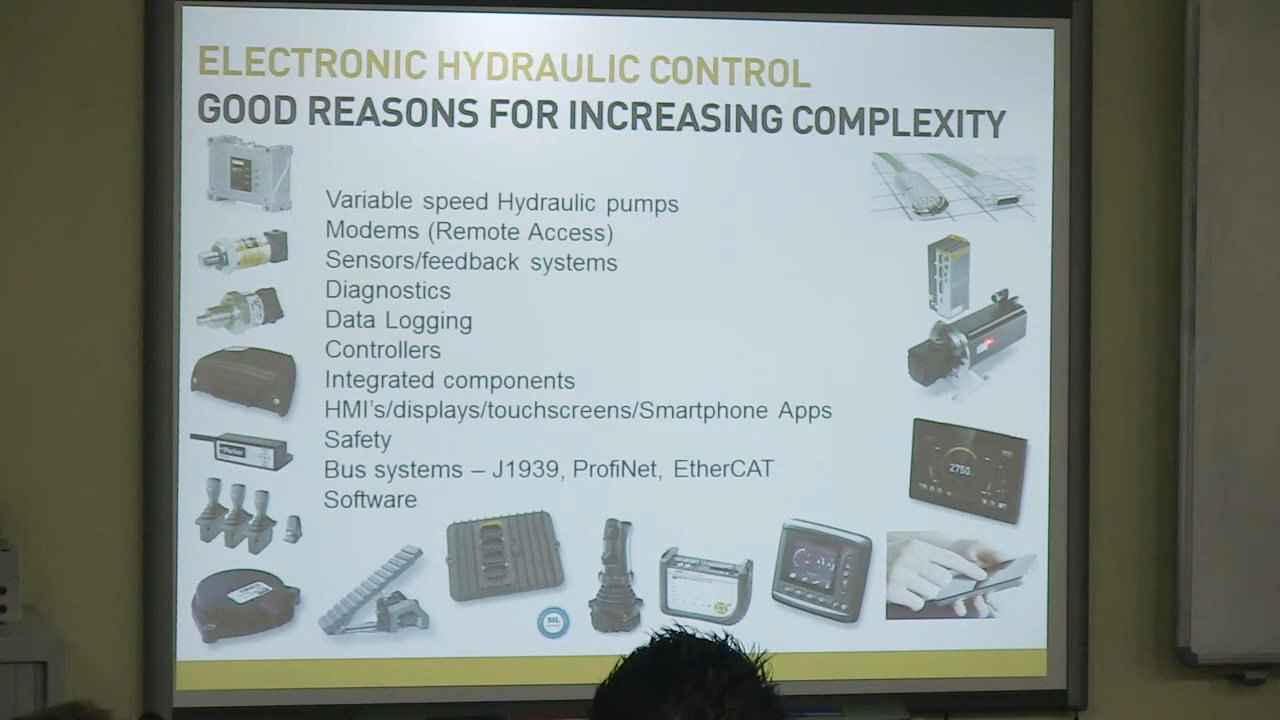 ELECTRONIC HYDRAULIC CONTROL
GOOD REASONS FOR INCREASING COMPLEXITY
Variable speed Hydraulic pumps
Modems (Remote Access)
Sensors/feedback systems
Diagnostics
Data Logging
Controllers
Integrated components
HMI's/displays/touchscreens/Smartphone Apps
Safety
Bus systems – J1939, ProfiNet, EtherCAT
Software
2750
Parker
SIL